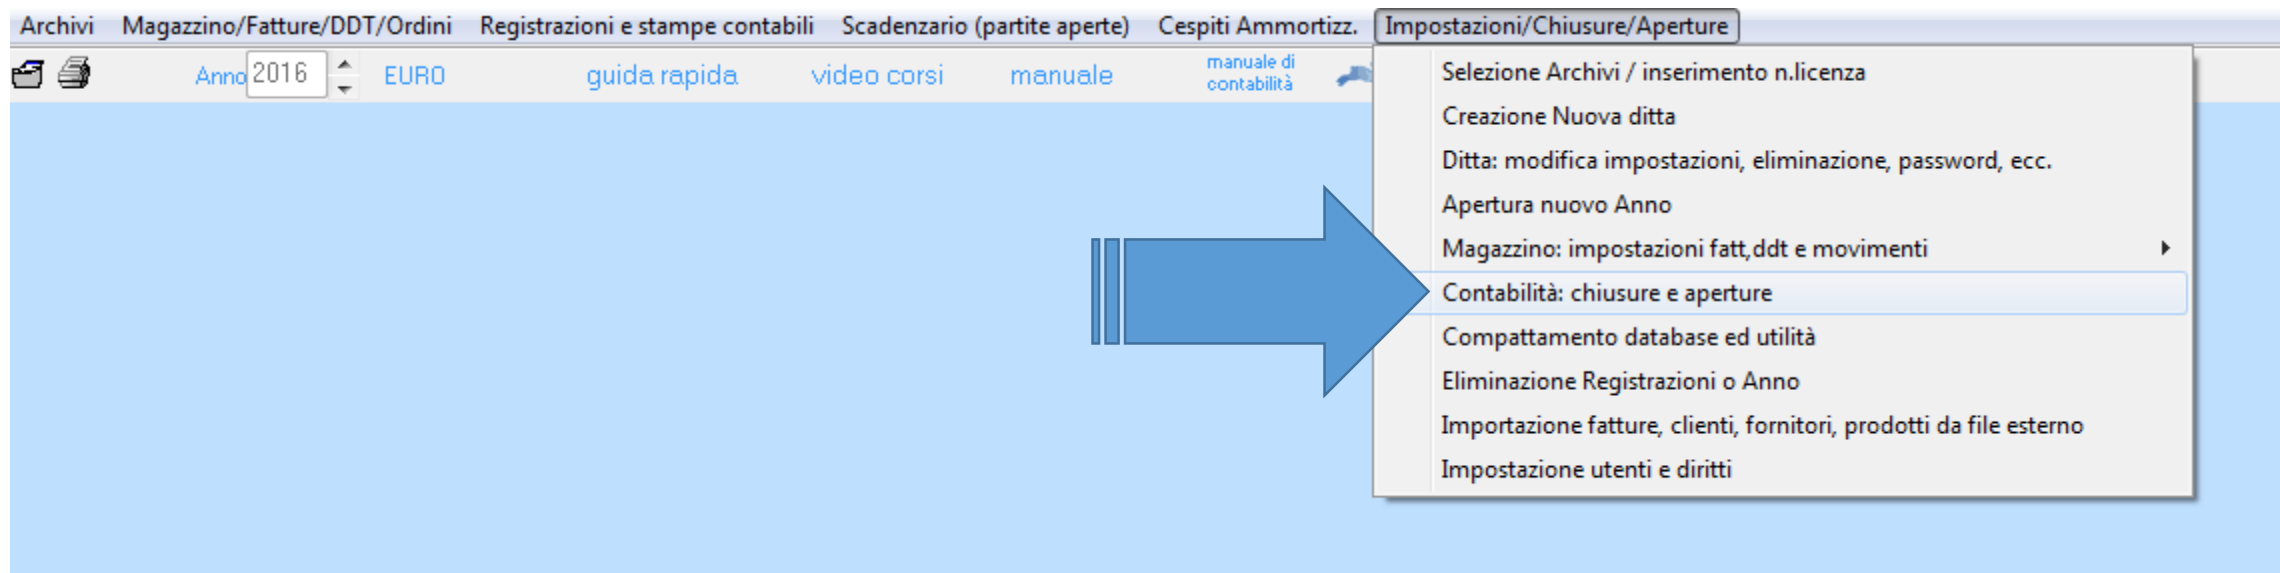 Archivi Magazzino/Fatture/DDT/Ordini Registrazioni e stampe contabili Scadenzario (partite aperte) Cespiti Ammortizz. Impostazioni/Chiusure/Aperture
Anno 2016 EURO guida rapida video corsi manuale manuale di
contabilità
Selezione Archivi / inserimento n.licenza
Creazione Nuova ditta
Ditta: modifica impostazioni, eliminazione, password, ecc.
Apertura nuovo Anno
Magazzino: impostazioni fatt,ddt e movimenti
Contabilità: chiusure e aperture
Compattamento database ed utilità
Eliminazione Registrazioni o Anno
Importazione fatture, clienti, fornitori, prodotti da file esterno
Impostazione utenti e diritti